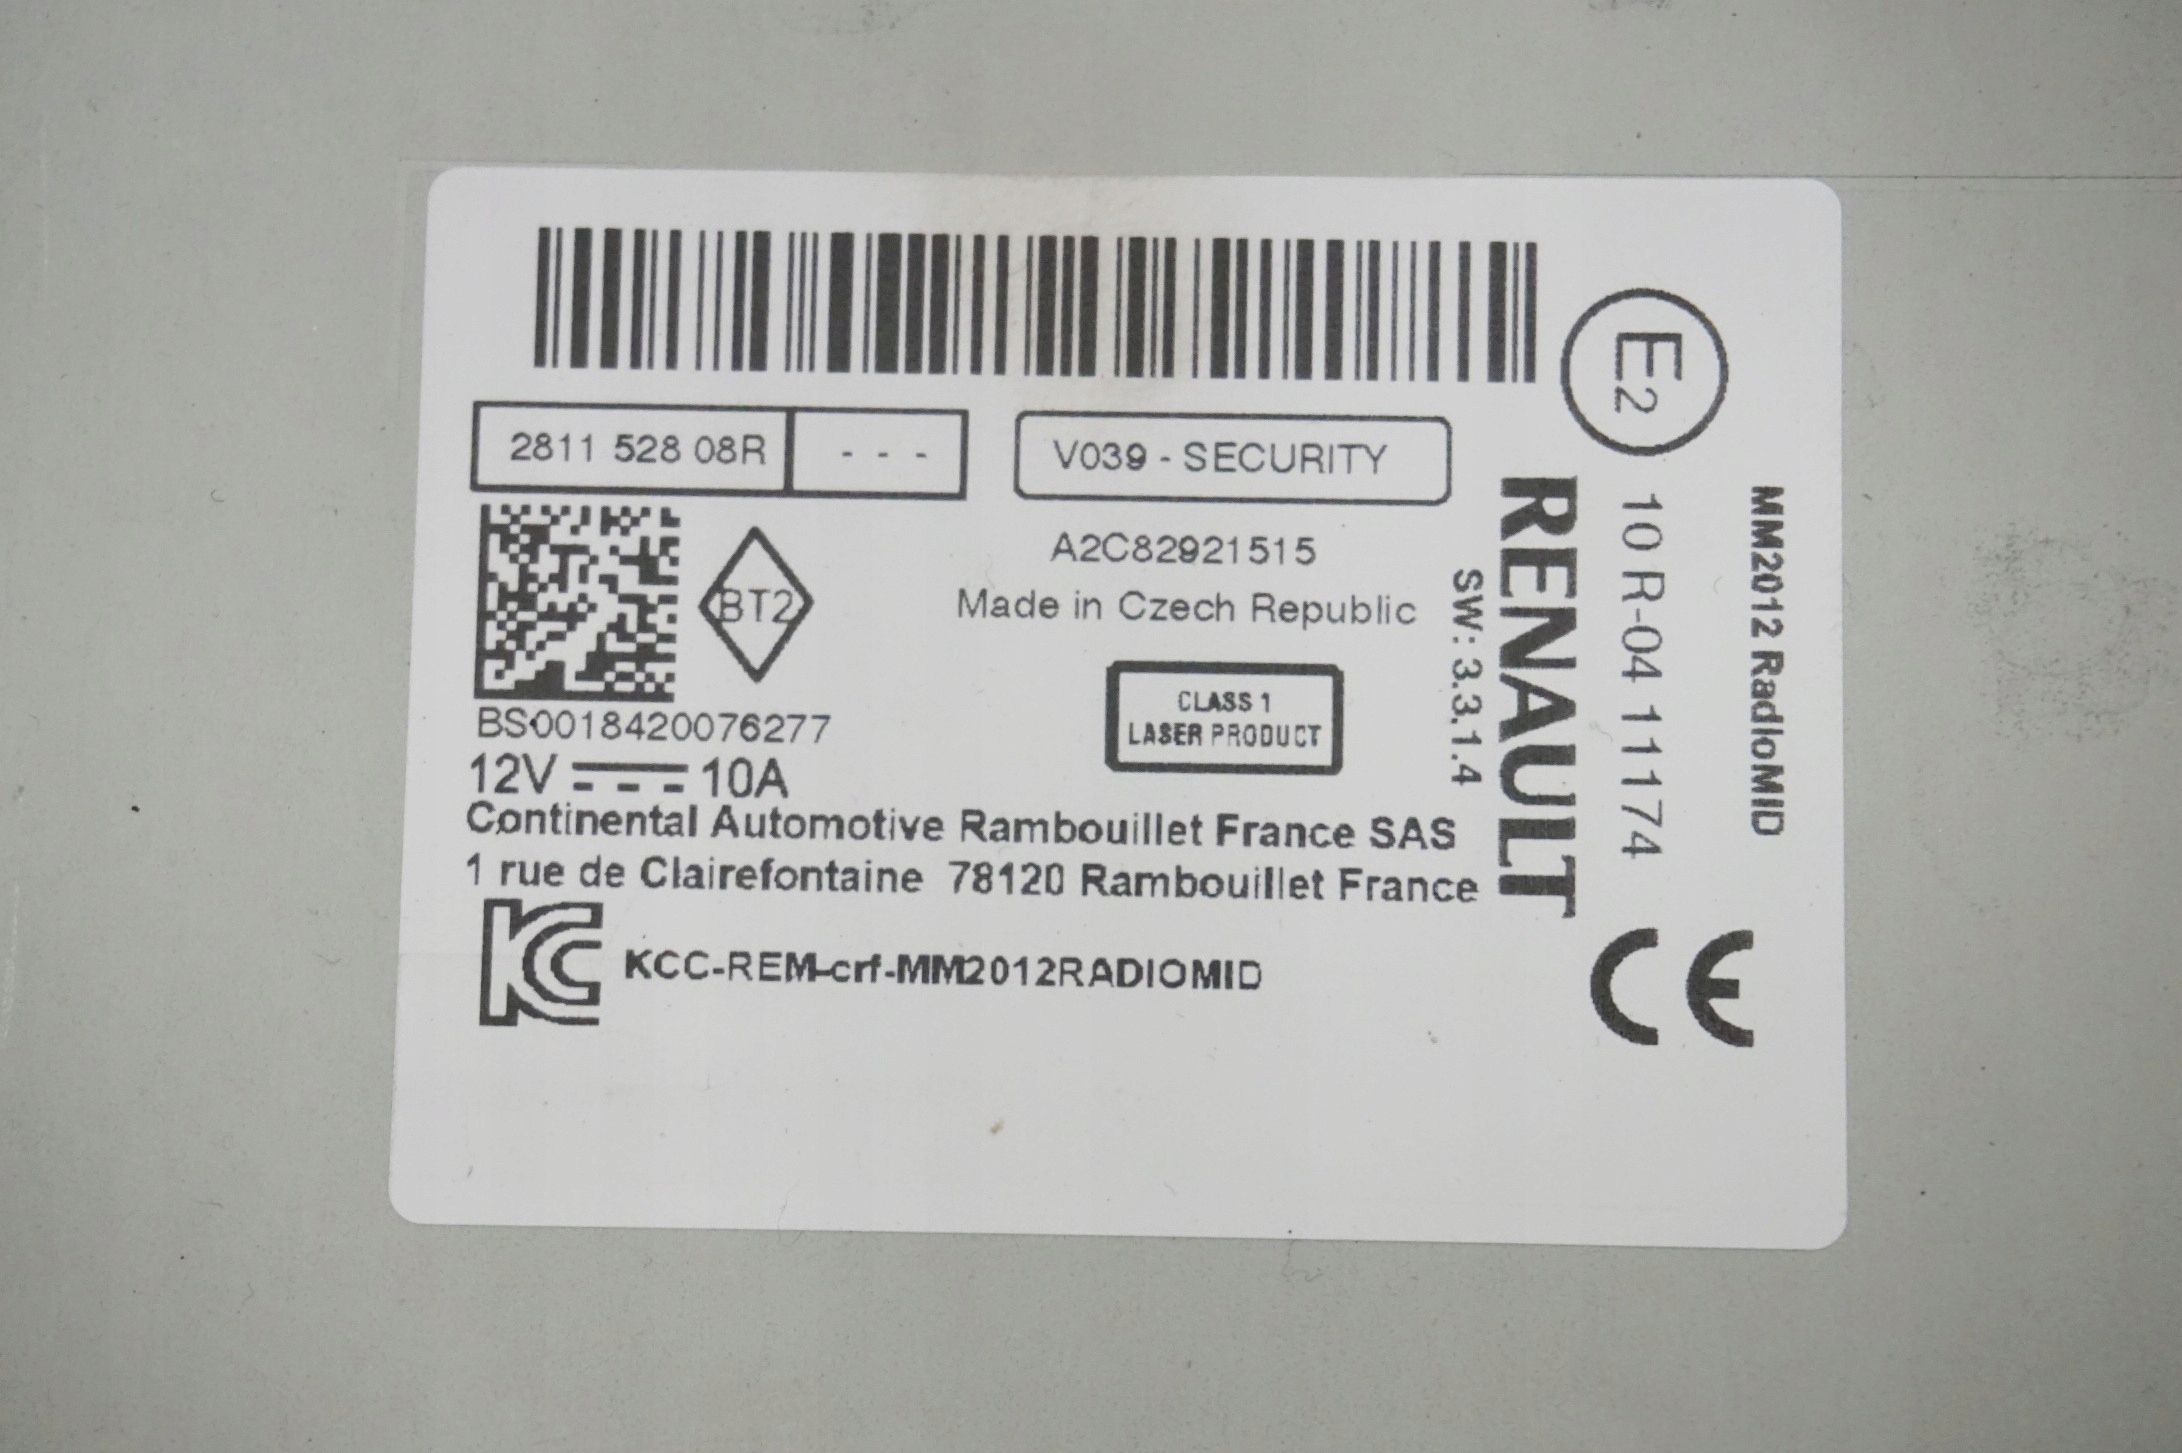 2811 528 08R
- - -
V039 - SECURITY
BT2
A2C82921515
Made in Czech Republic
CLASS 1
LASER PRODUCT
BS0018420076277
12V 10A
Continental Automotive Rambouillet France SAS
1 rue de Clairefontaine 78120 Rambouillet France
KC
KCC-REM-crf-MM2012RADIOMID
SW: 3.3.1.4
RENAULT
E2
10 R-04 11174
CE
MM2012 RadioMID